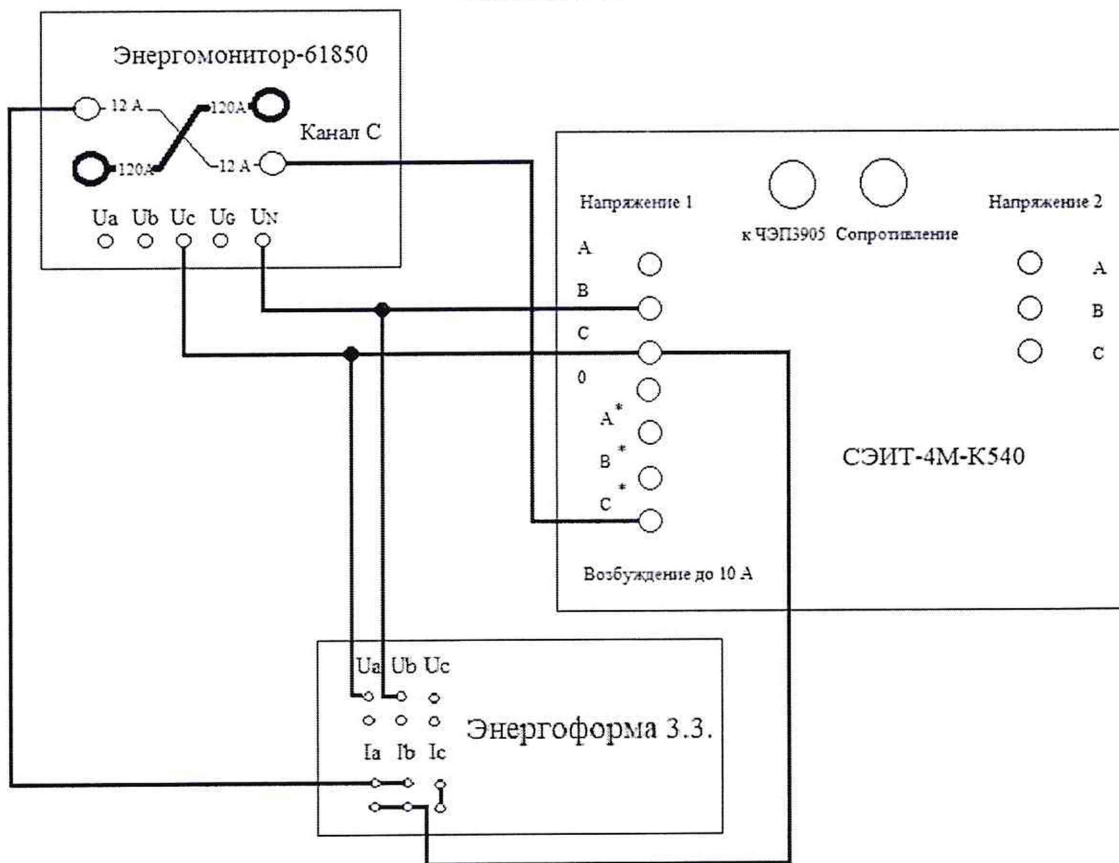 Энергомонитор-61850
12 А
120А
Канал С
120А
12 А
Ua Ub Uc UG UN
Напряжение 1
к ЧЭП3905 Сопротивление
Напряжение 2
А
В
С
0
А*
В*
С*
А
В
С
СЭИТ-4М-К540
Возбуждение до 10 А
Ua Ub Uc
Энергоформа 3.3.
Ia Ib Ic